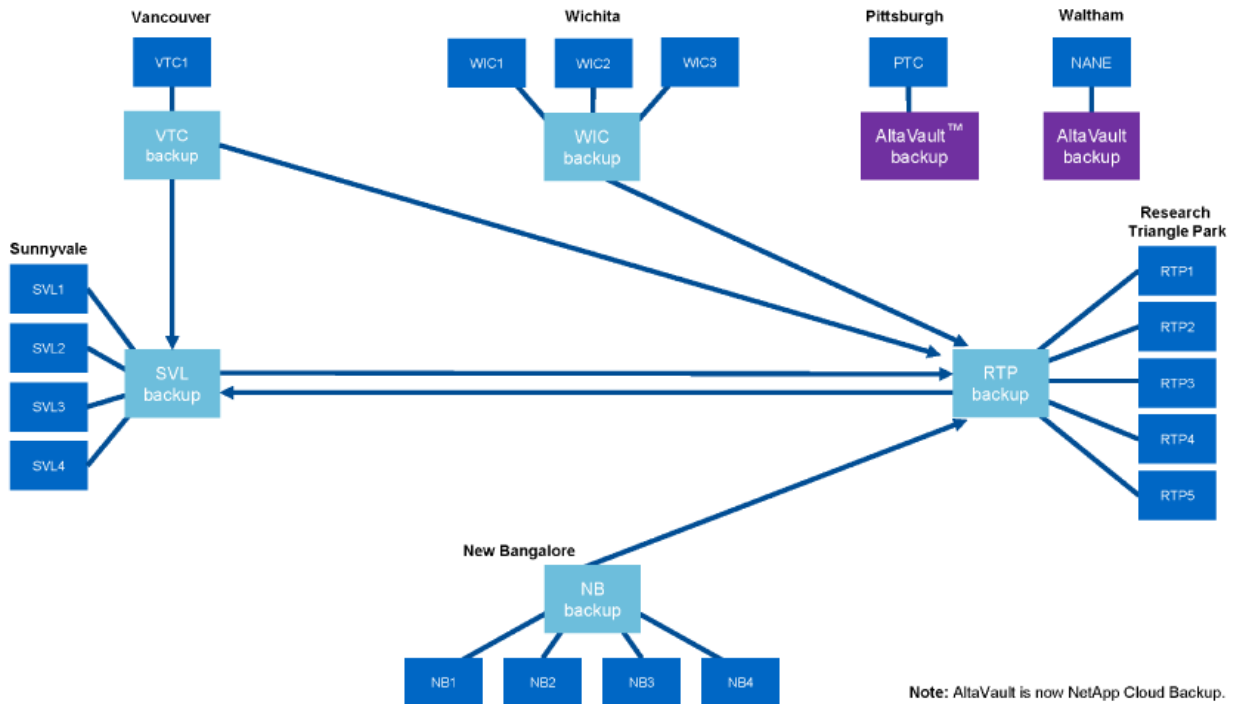 Vancouver
Wichita
Pittsburgh
Waltham
VTC1
WIC1
WIC2
WIC3
PTC
NANE
VTC
backup
WIC
backup
AltaVault™
backup
AltaVault
backup
Research
Triangle Park
Sunnyvale
SVL1
SVL2
SVL3
SVL4
SVL
backup
RTP
backup
RTP1
RTP2
RTP3
RTP4
RTP5
New Bangalore
NB
backup
NB1
NB2
NB3
NB4
Note: AltaVault is now NetApp Cloud Backup.